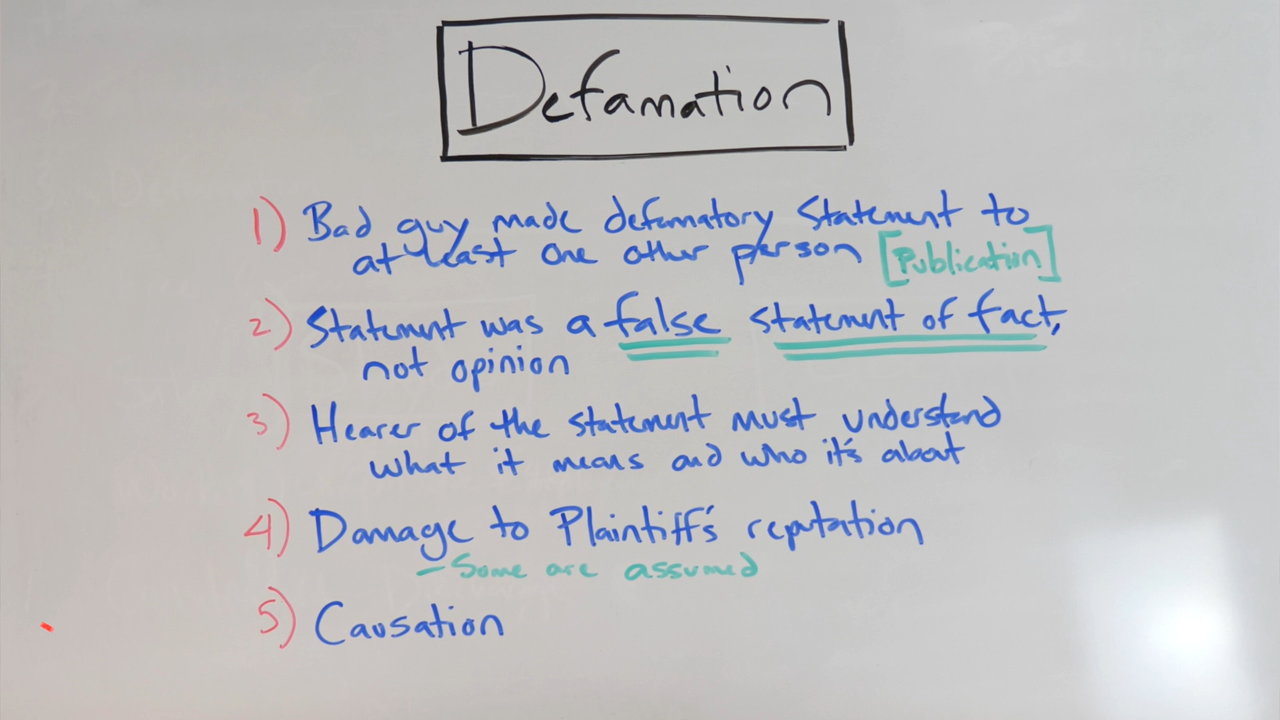 Defamation
1) Bad guy made defamatory statement to
at least one other person [Publication]
2) Statement was a false statement of fact,
not opinion
3) Hearer of the statement must understand
what it means and who it's about
4) Damage to Plaintiff's reputation
- Some are assumed
5) Causation